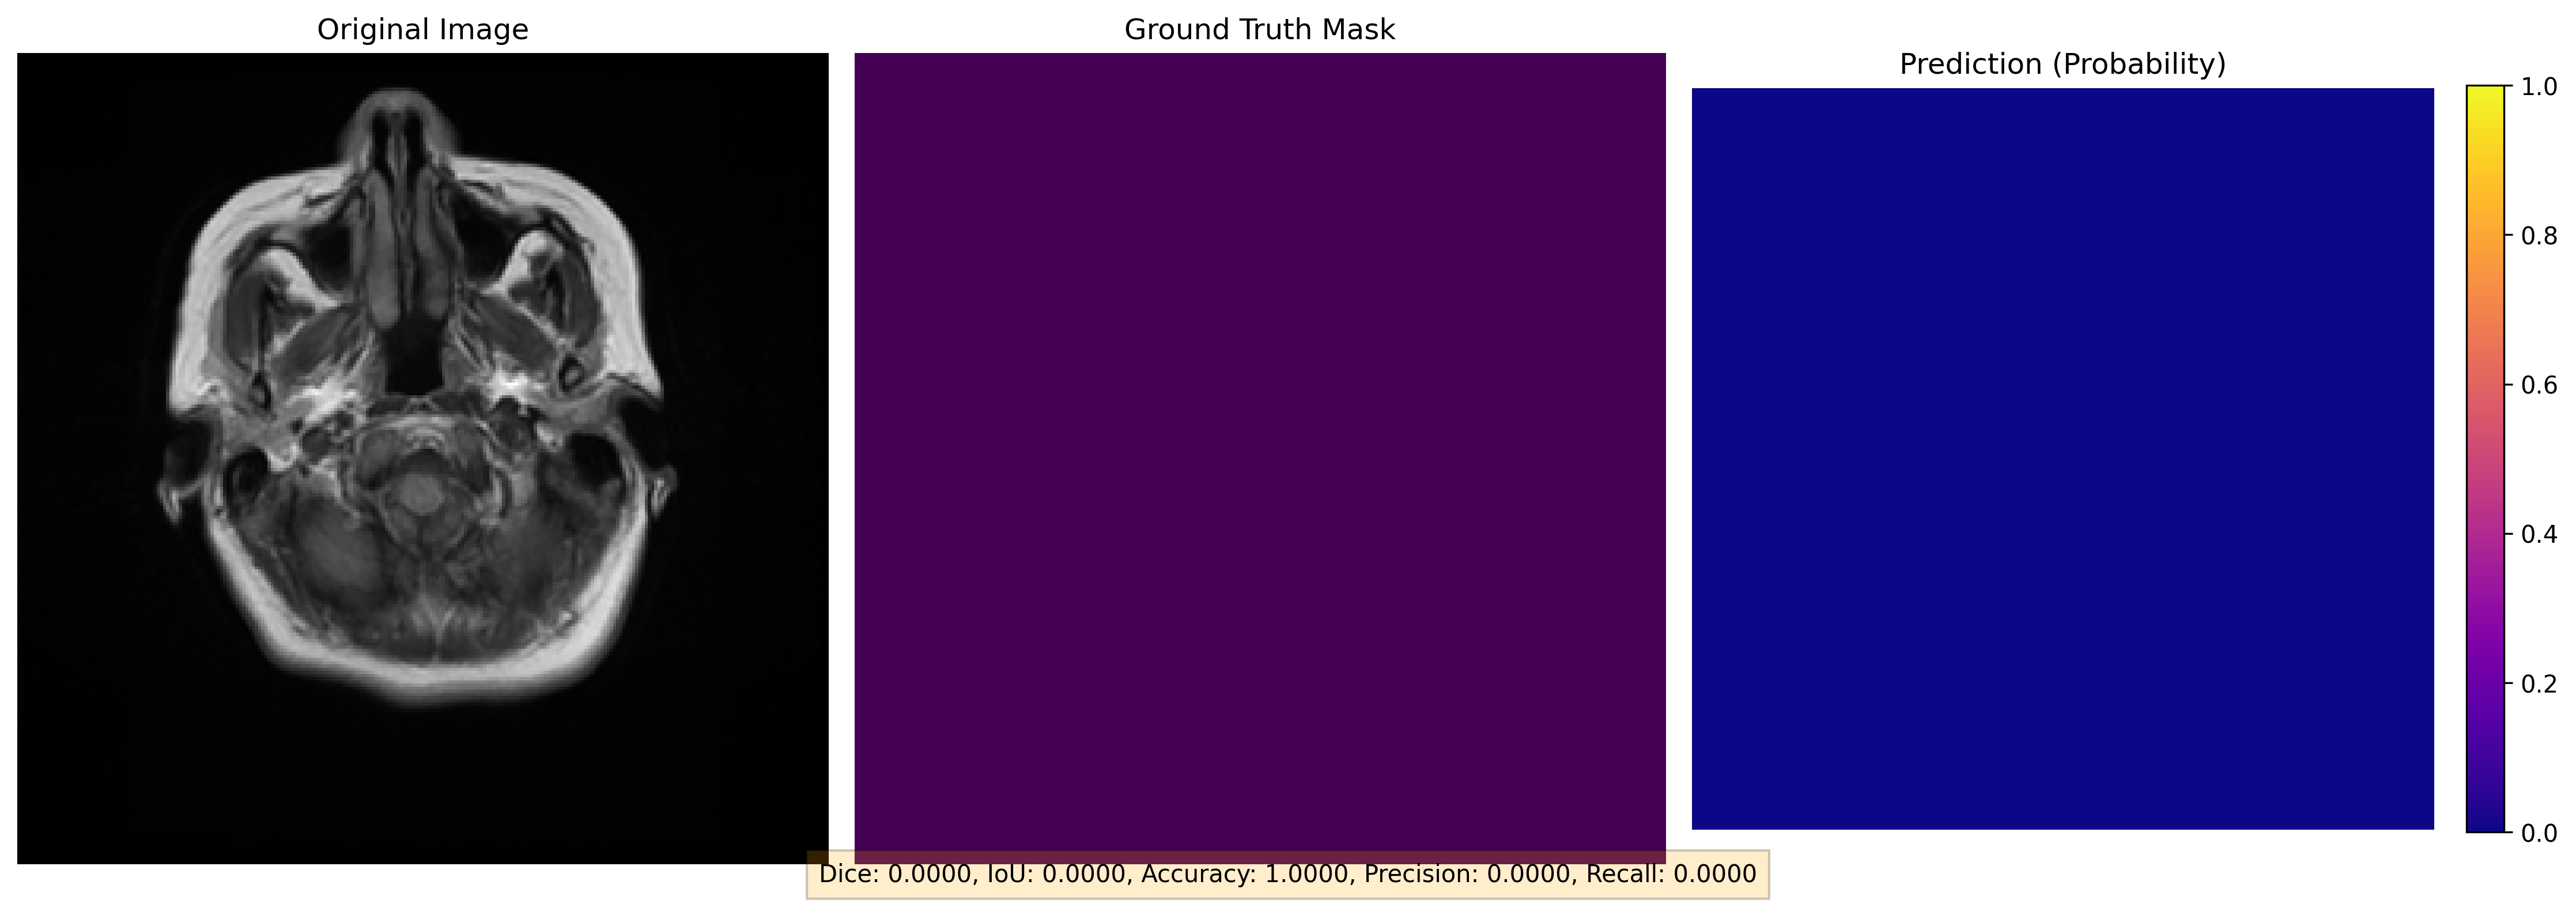 Original Image
Ground Truth Mask
Prediction (Probability)
1.0
0.8
0.6
0.4
0.2
0.0
Dice: 0.0000, IoU: 0.0000, Accuracy: 1.0000, Precision: 0.0000, Recall: 0.0000